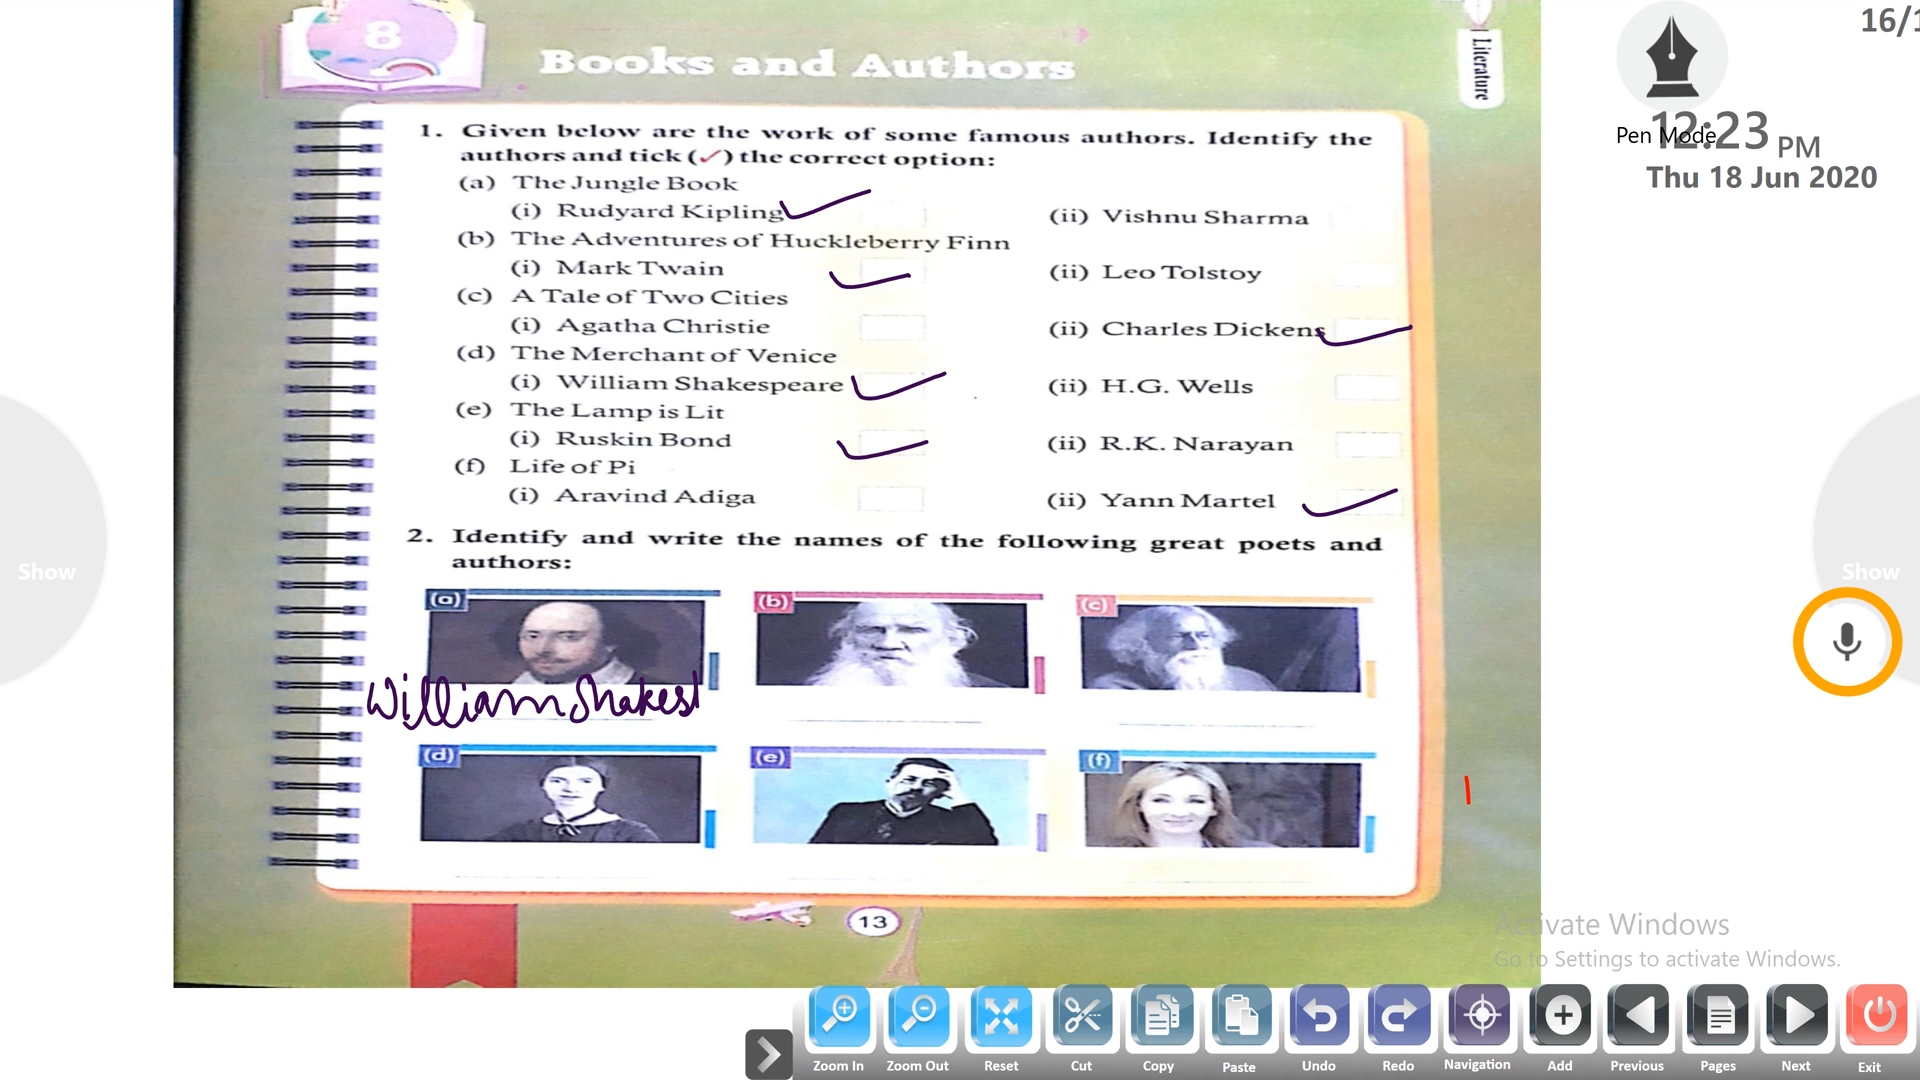 8
Books and Authors
Literature
1. Given below are the work of some famous authors. Identify the
authors and tick (✓) the correct option:
(a) The Jungle Book
(i) Rudyard Kipling (ii) Vishnu Sharma
(b) The Adventures of Huckleberry Finn
(i) Mark Twain (ii) Leo Tolstoy
(c) A Tale of Two Cities
(i) Agatha Christie (ii) Charles Dickens
(d) The Merchant of Venice
(i) William Shakespeare (ii) H.G. Wells
(e) The Lamp is Lit
(i) Ruskin Bond (ii) R.K. Narayan
(f) Life of Pi
(i) Aravind Adiga (ii) Yann Martel
2. Identify and write the names of the following great poets and
authors:
(a) (b) (c)
William Shakesp
(d) (e) (f)
13
16/1
Pen Mode
12:23 PM
Thu 18 Jun 2020
Show
Show
Activate Windows
Go to Settings to activate Windows.
Zoom In Zoom Out Reset Cut Copy Paste Undo Redo Navigation Add Previous Pages Next Exit